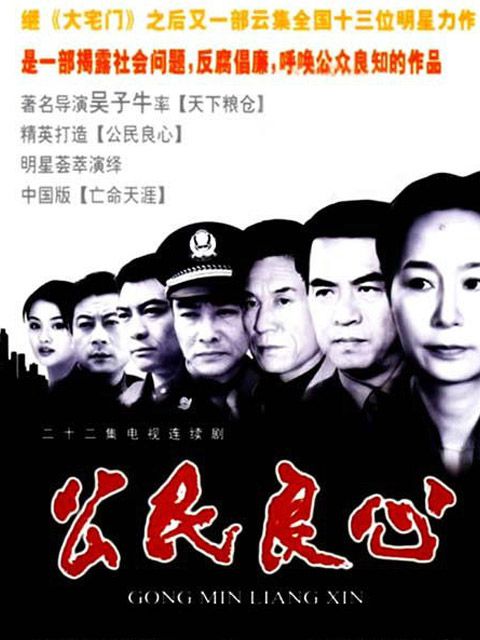 继《大宅门》之后又一部云集全国十三位明星力作
是一部揭露社会问题,反腐倡廉,呼唤公众良知的作品
著名导演吴子牛率【天下粮仓】
精英打造【公民良心】
明星荟萃演绎
中国版【亡命天涯】
二十二集电视连续剧
公民良心
GONG MIN LIANG XIN